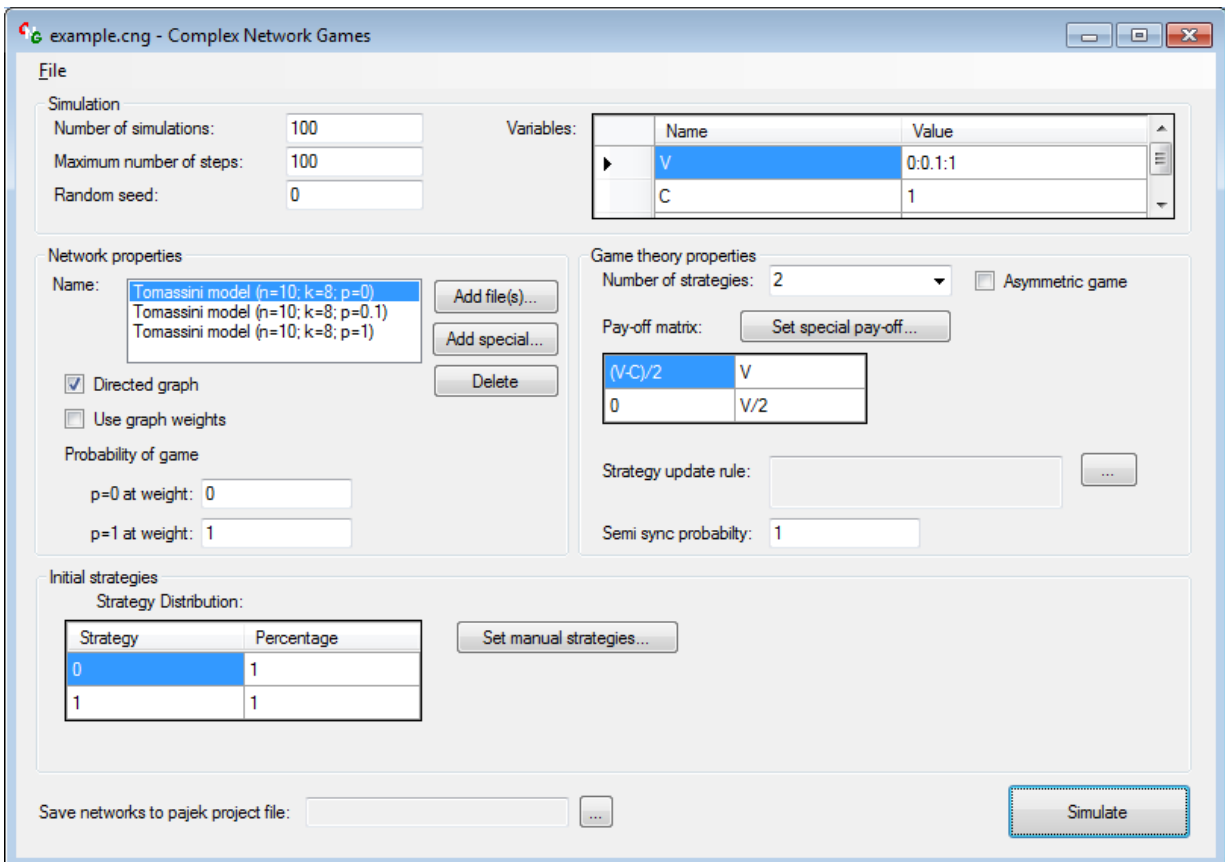 example.cng - Complex Network Games
File
Simulation
Number of simulations: 100
Maximum number of steps: 100
Random seed: 0
Variables:
Name Value
V 0:0.1:1
C 1
Network properties
Name:
Tomassini model (n=10; k=8; p=0)
Tomassini model (n=10; k=8; p=0.1)
Tomassini model (n=10; k=8; p=1)
Add file(s)...
Add special...
Delete
Directed graph
Use graph weights
Probability of game
p=0 at weight: 0
p=1 at weight: 1
Game theory properties
Number of strategies: 2
Asymmetric game
Pay-off matrix: Set special pay-off...
(V-C)/2 V
0 V/2
Strategy update rule: ...
Semi sync probabilty: 1
Initial strategies
Strategy Distribution:
Strategy Percentage
0 1
1 1
Set manual strategies...
Save networks to pajek project file: ...
Simulate